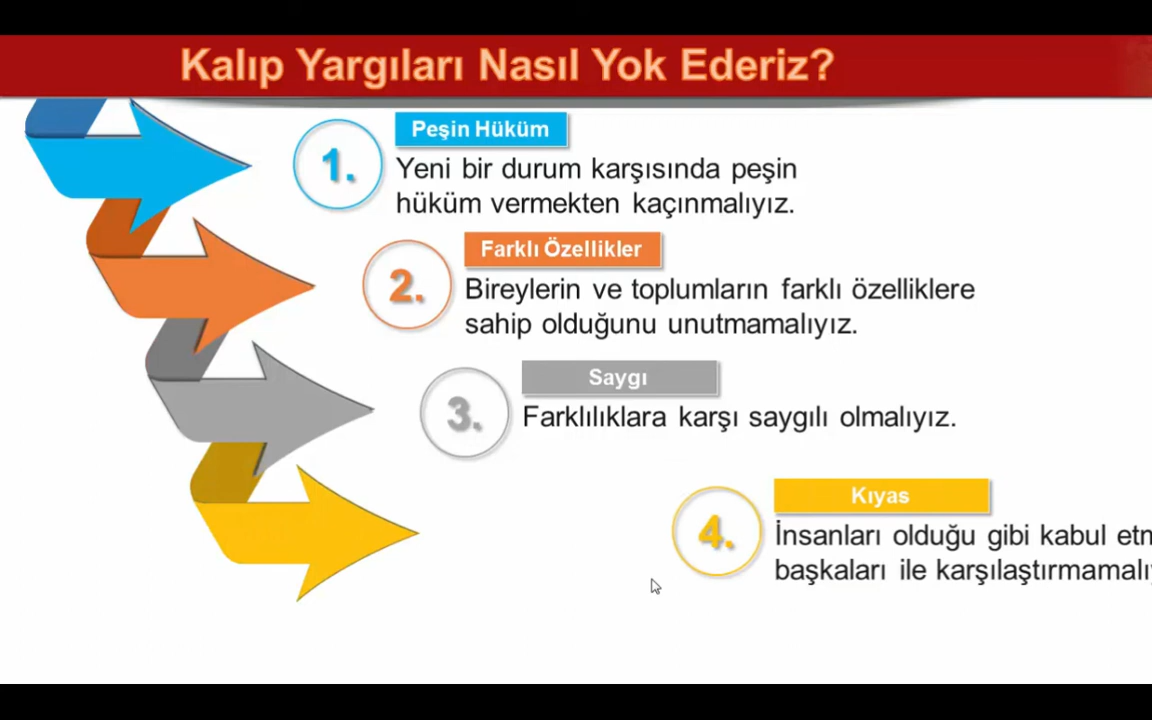 Kalıp Yargıları Nasıl Yok Ederiz?
1.
Peşin Hüküm
Yeni bir durum karşısında peşin
hüküm vermekten kaçınmalıyız.
2.
Farklı Özellikler
Bireylerin ve toplumların farklı özelliklere
sahip olduğunu unutmamalıyız.
3.
Saygı
Farklılıklara karşı saygılı olmalıyız.
4.
Kıyas
İnsanları olduğu gibi kabul
başkaları ile